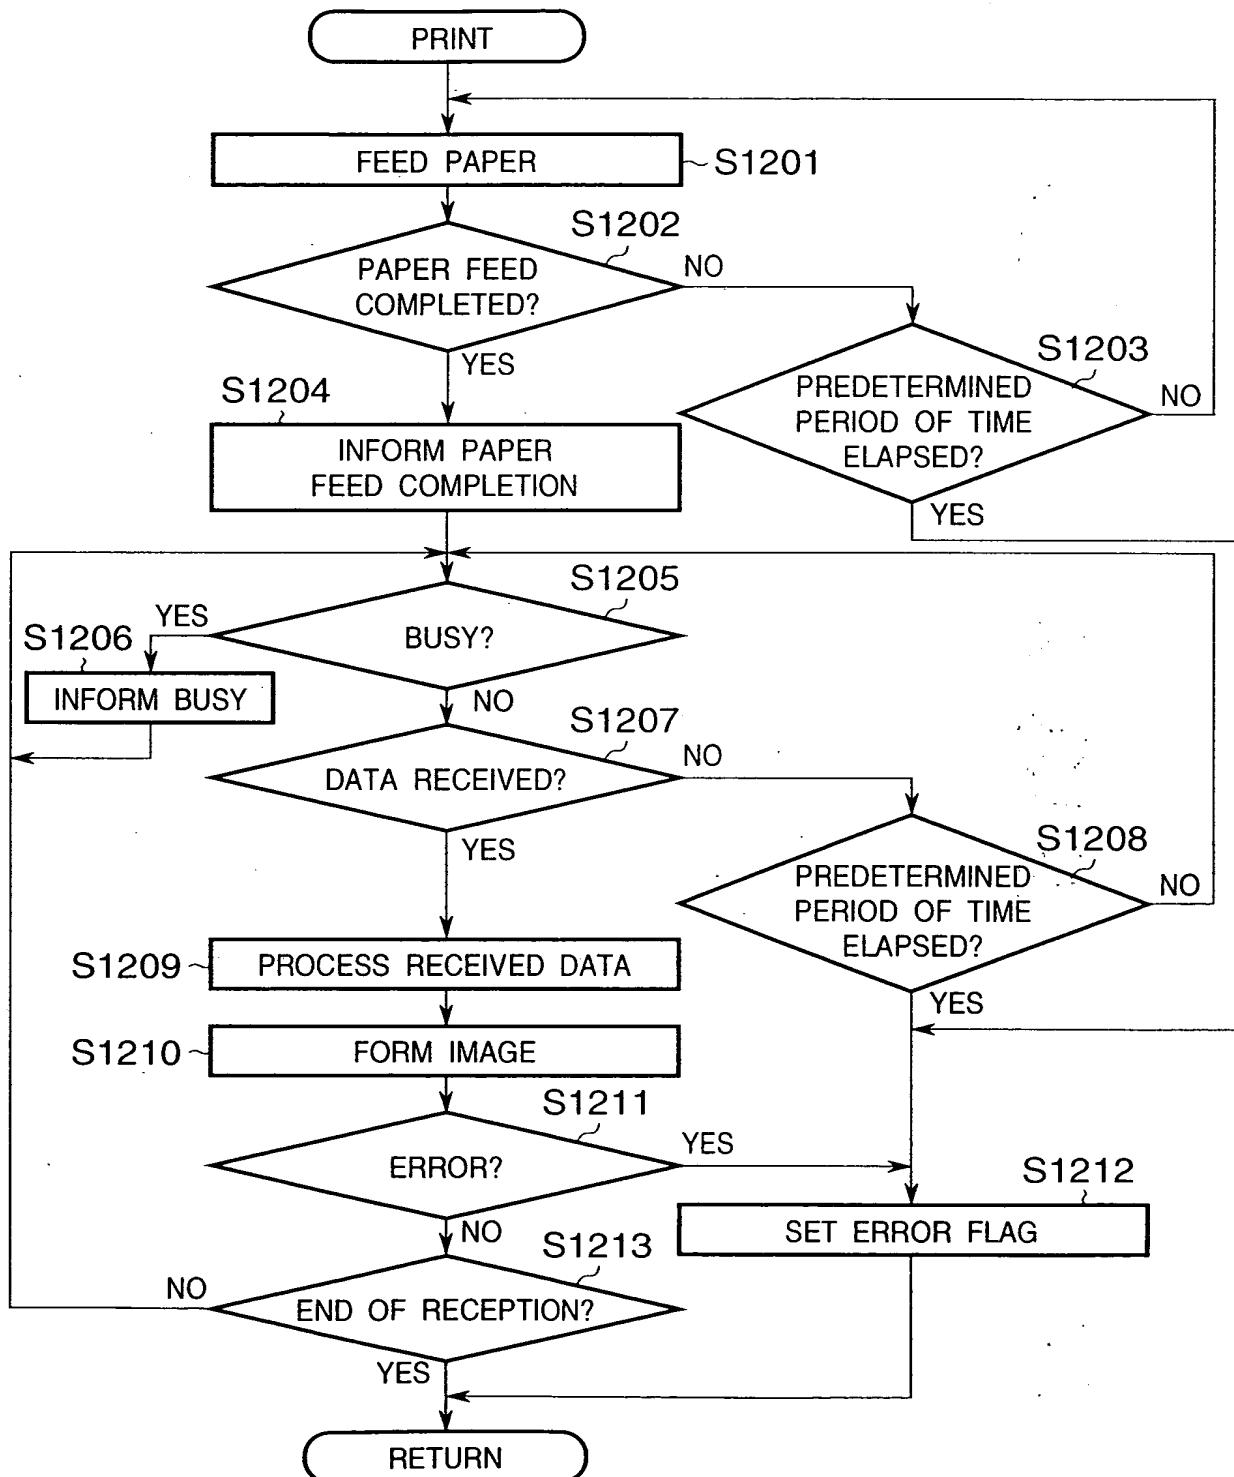 PRINT
FEED PAPER
S1201
S1202
PAPER FEED
COMPLETED?
NO
YES
S1203
PREDETERMINED
PERIOD OF TIME
ELAPSED?
NO
YES
S1204
INFORM PAPER
FEED COMPLETION
S1205
BUSY?
YES
NO
S1206
INFORM BUSY
S1207
DATA RECEIVED?
NO
YES
S1208
PREDETERMINED
PERIOD OF TIME
ELAPSED?
NO
YES
S1209
PROCESS RECEIVED DATA
S1210
FORM IMAGE
S1211
ERROR?
YES
NO
S1212
SET ERROR FLAG
S1213
END OF RECEPTION?
NO
YES
RETURN